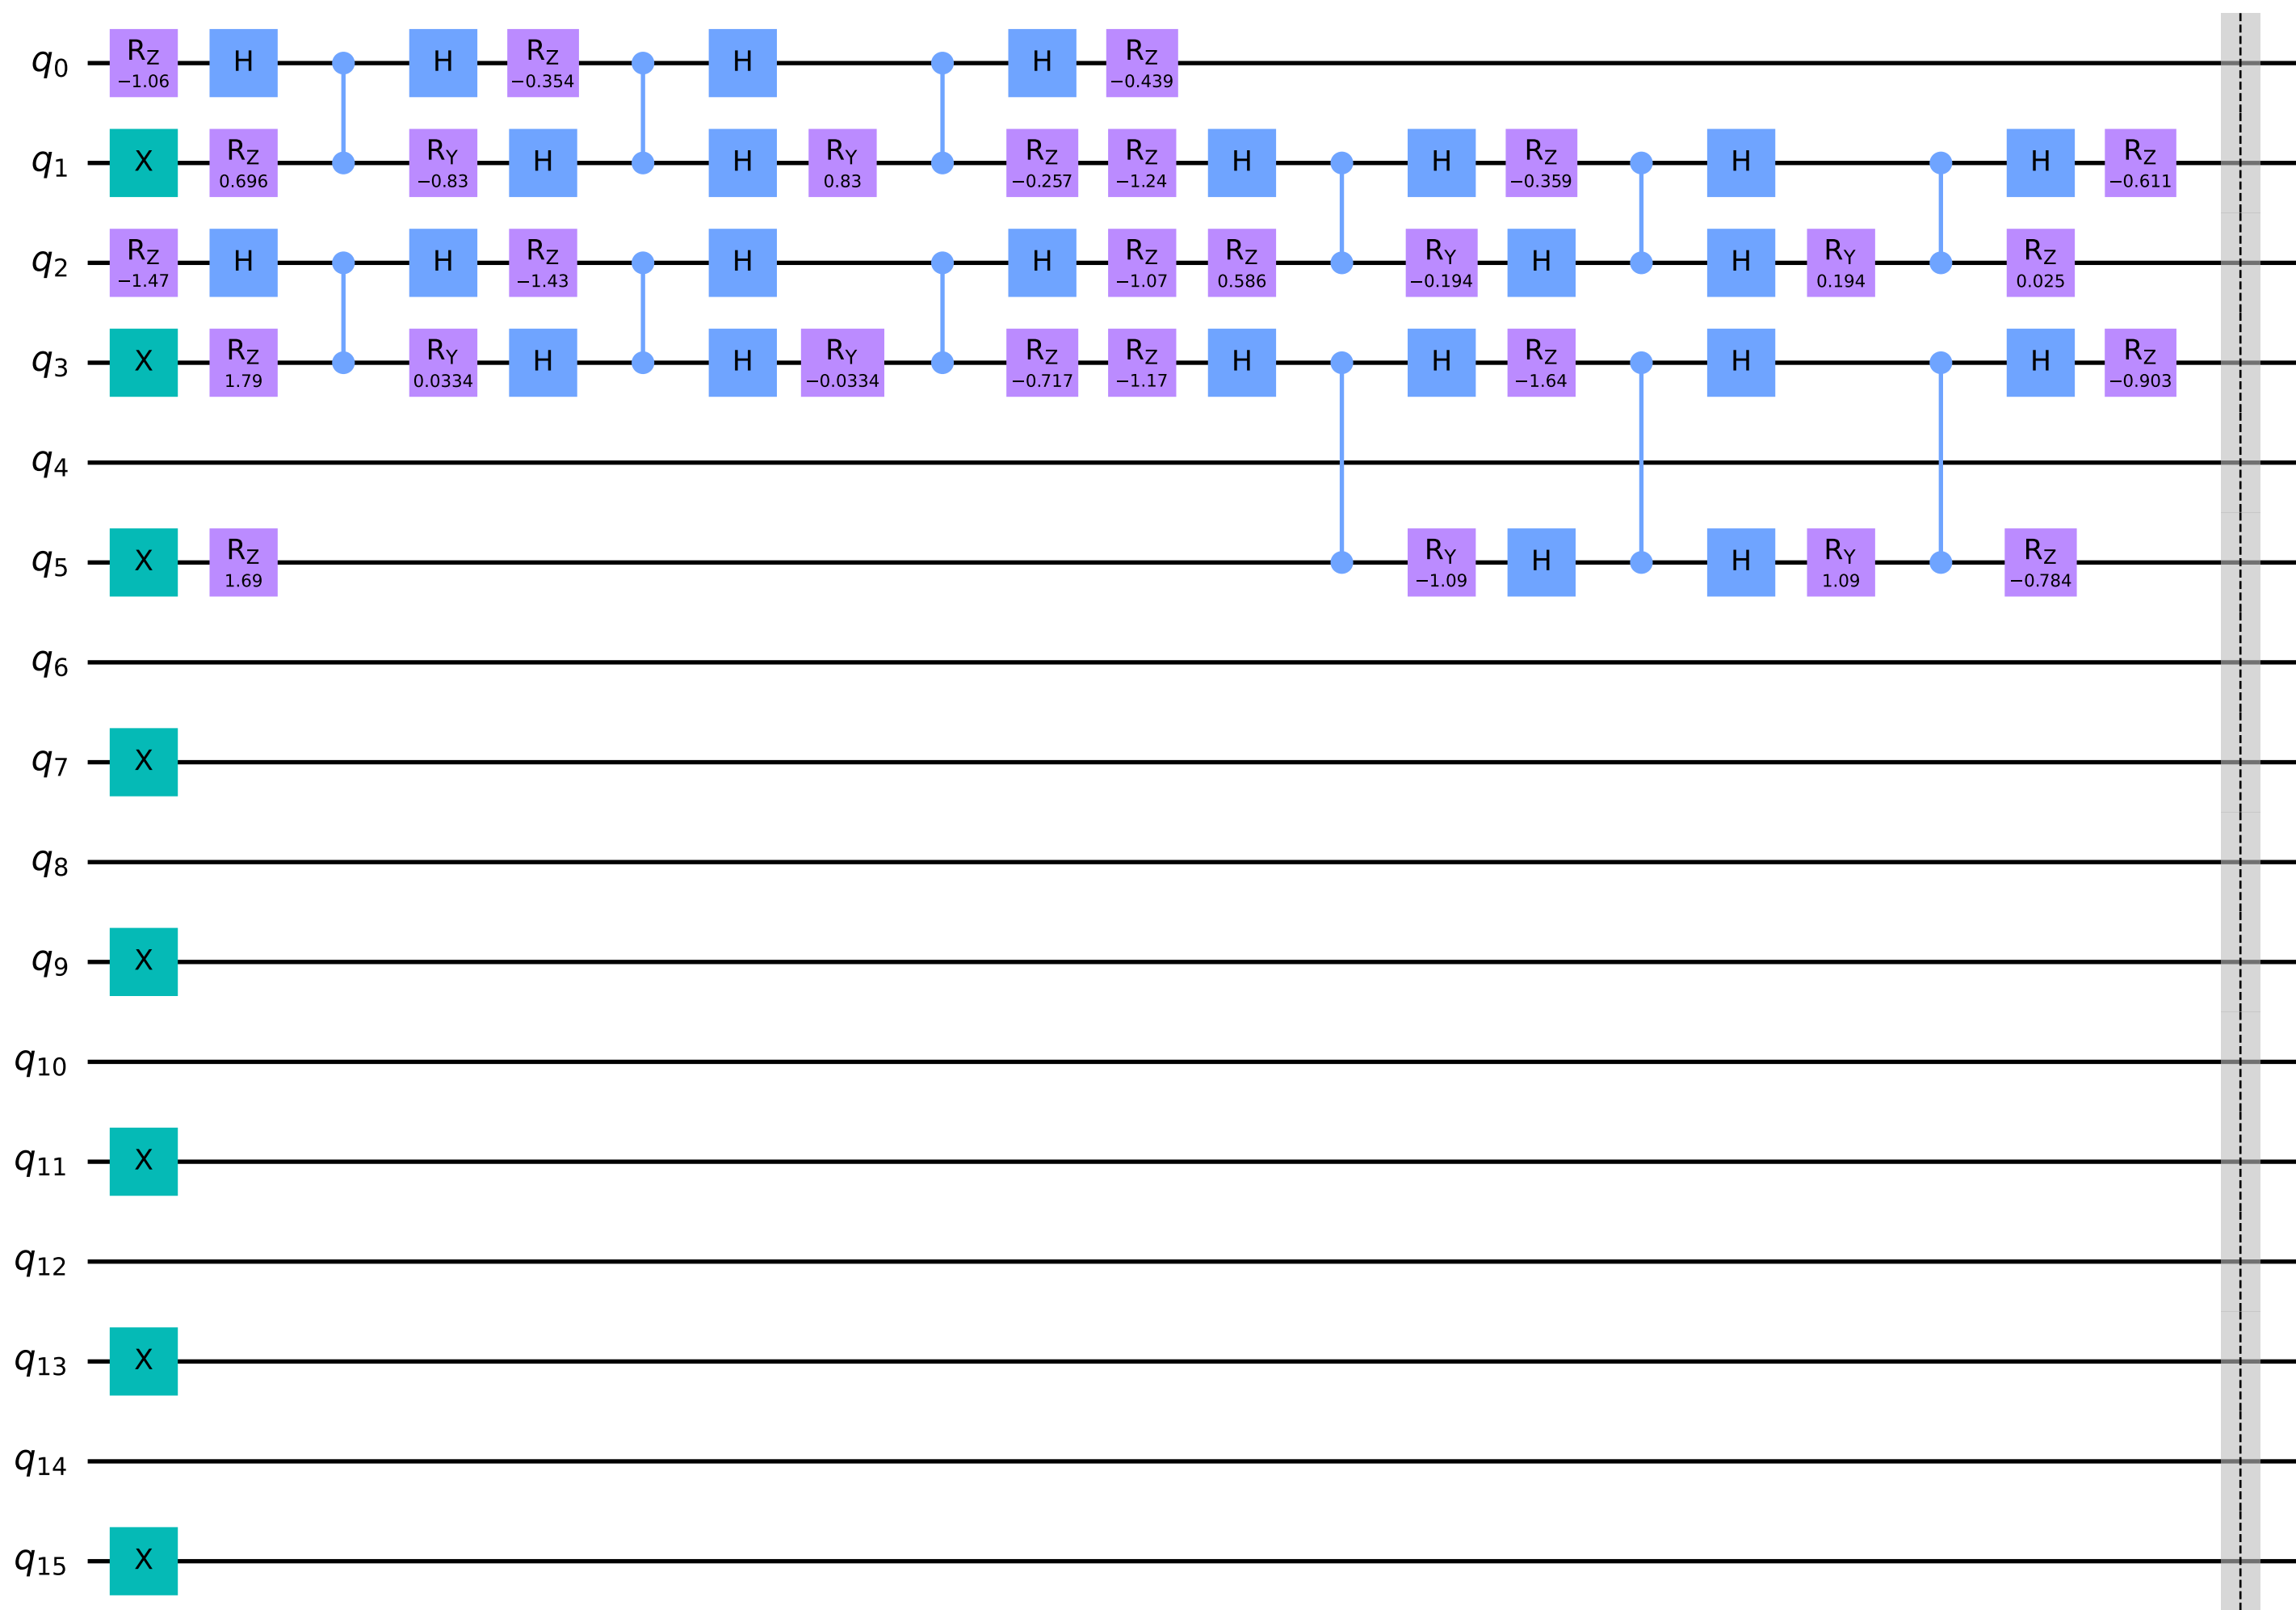 q0 RZ −1.06 H H RZ −0.354 H H RZ −0.439
q1 X RZ 0.696 RY −0.83 H H RY 0.83 RZ −0.257 RZ −1.24 H H RZ −0.359 H H RZ −0.611
q2 RZ −1.47 H H RZ −1.43 H H RZ −1.07 RZ 0.586 RY −0.194 H H RY 0.194 RZ 0.025
q3 X RZ 1.79 RY 0.0334 H H RY −0.0334 RZ −0.717 RZ −1.17 H H RZ −1.64 H H RZ −0.903
q4
q5 X RZ 1.69 RY −1.09 H H RY 1.09 RZ −0.784
q6
q7 X
q8
q9 X
q10
q11 X
q12
q13 X
q14
q15 X